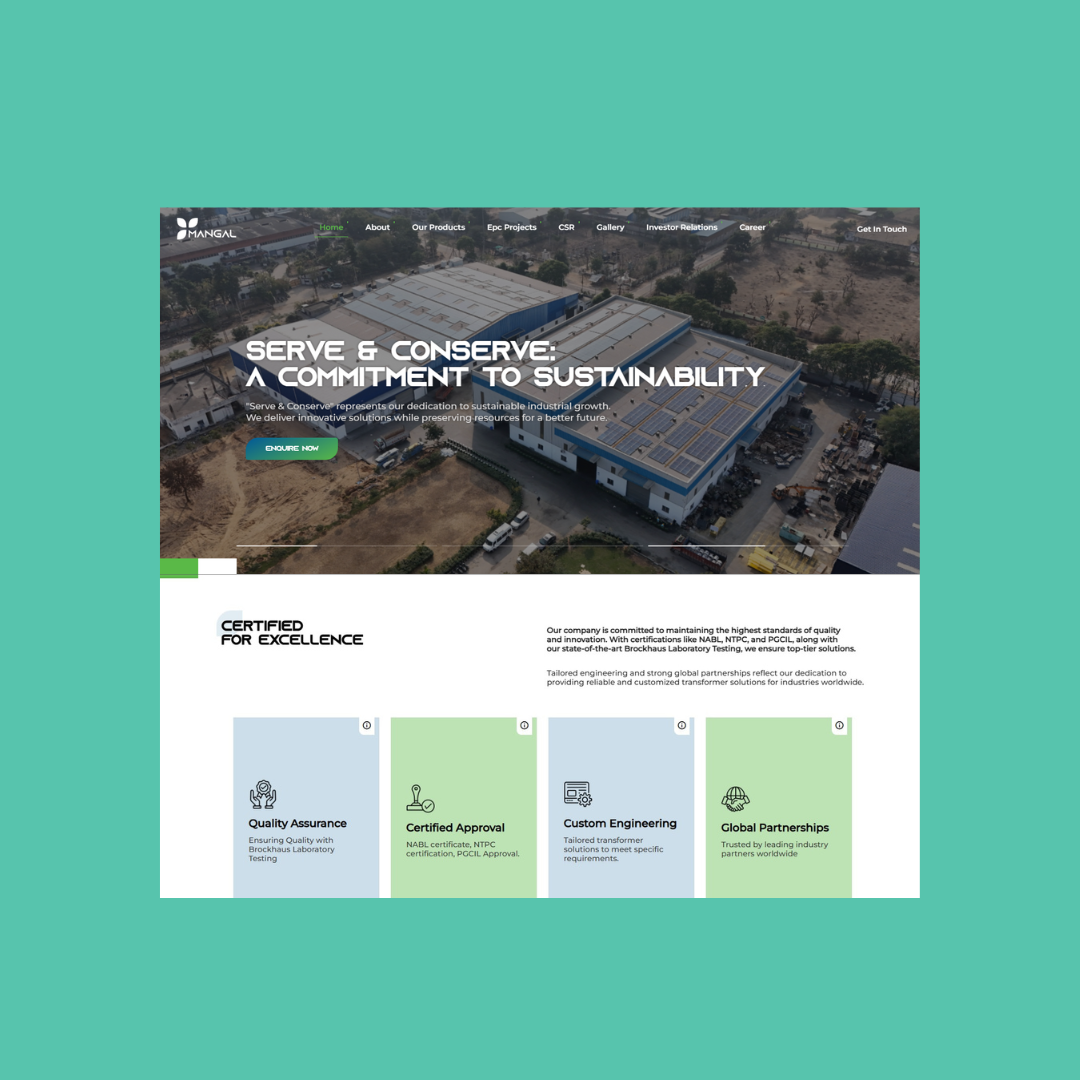 MANGAL
Home
About
Our Products
Epc Projects
CSR
Gallery
Investor Relations
Career
Get In Touch
SERVE & CONSERVE:
A COMMITMENT TO SUSTAINABILITY
"Serve & Conserve" represents our dedication to sustainable industrial growth.
We deliver innovative solutions while preserving resources for a better future.
ENQUIRE NOW
CERTIFIED
FOR EXCELLENCE
Our company is committed to maintaining the highest standards of quality
and innovation. With certifications like NABL, NTPC, and PGCIL, along with
our state-of-the-art Brockhaus Laboratory Testing, we ensure top-tier solutions.
Tailored engineering and strong global partnerships reflect our dedication to
providing reliable and customized transformer solutions for industries worldwide.
Quality Assurance
Ensuring Quality with
Brockhaus Laboratory
Testing
Certified Approval
NABL certificate, NTPC
certification, PGCIL Approval.
Custom Engineering
Tailored transformer
solutions to meet specific
requirements.
Global Partnerships
Trusted by leading industry
partners worldwide